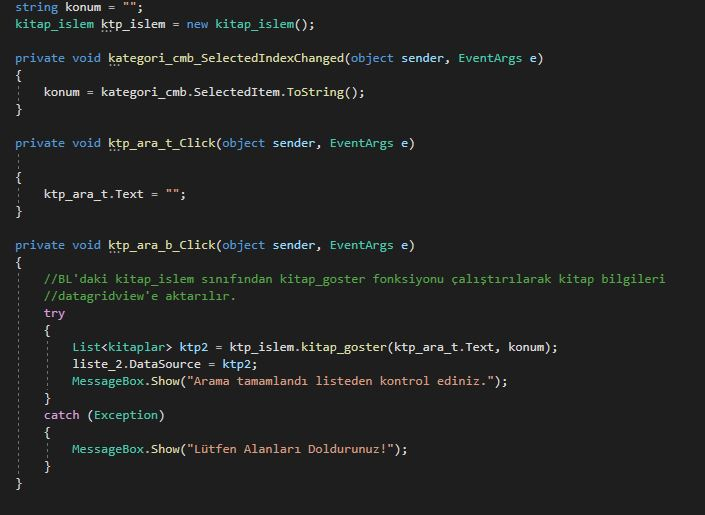 string konum = "";
kitap_islem ktp_islem = new kitap_islem();
private void kategori_cmb_SelectedIndexChanged(object sender, EventArgs e)
{
konum = kategori_cmb.SelectedItem.ToString();
}
private void ktp_ara_t_Click(object sender, EventArgs e)
{
ktp_ara_t.Text = "";
}
private void ktp_ara_b_Click(object sender, EventArgs e)
{
//BL'daki kitap_islem sınıfından kitap_goster fonksiyonu çalıştırılarak kitap bilgileri
//datagridview'e aktarılır.
try
{
List<kitaplar> ktp2 = ktp_islem.kitap_goster(ktp_ara_t.Text, konum);
liste_2.DataSource = ktp2;
MessageBox.Show("Arama tamamlandı listeden kontrol ediniz.");
}
catch (Exception)
{
MessageBox.Show("Lütfen Alanları Doldurunuz!");
}
}